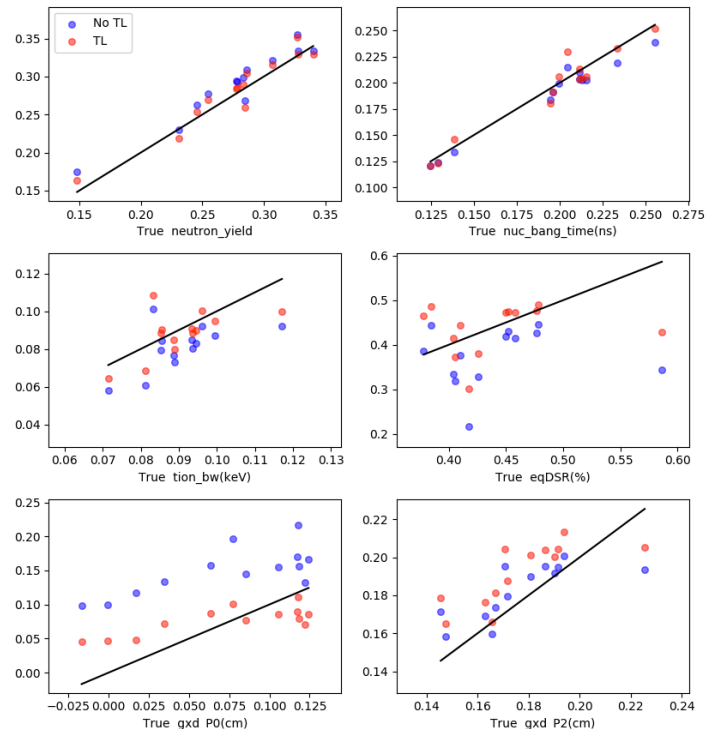 No TL
TL
0.35
0.30
0.25
0.20
0.15
0.15 0.20 0.25 0.30 0.35
True neutron_yield
0.250
0.225
0.200
0.175
0.150
0.125
0.100
0.125 0.150 0.175 0.200 0.225 0.250 0.275
True nuc_bang_time(ns)
0.12
0.10
0.08
0.06
0.04
0.06 0.07 0.08 0.09 0.10 0.11 0.12 0.13
True tion_bw(keV)
0.6
0.5
0.4
0.3
0.2
0.40 0.45 0.50 0.55 0.60
True eqDSR(%)
0.25
0.20
0.15
0.10
0.05
0.00
−0.025 0.000 0.025 0.050 0.075 0.100 0.125
True gxd_P0(cm)
0.22
0.20
0.18
0.16
0.14
0.14 0.16 0.18 0.20 0.22 0.24
True gxd_P2(cm)